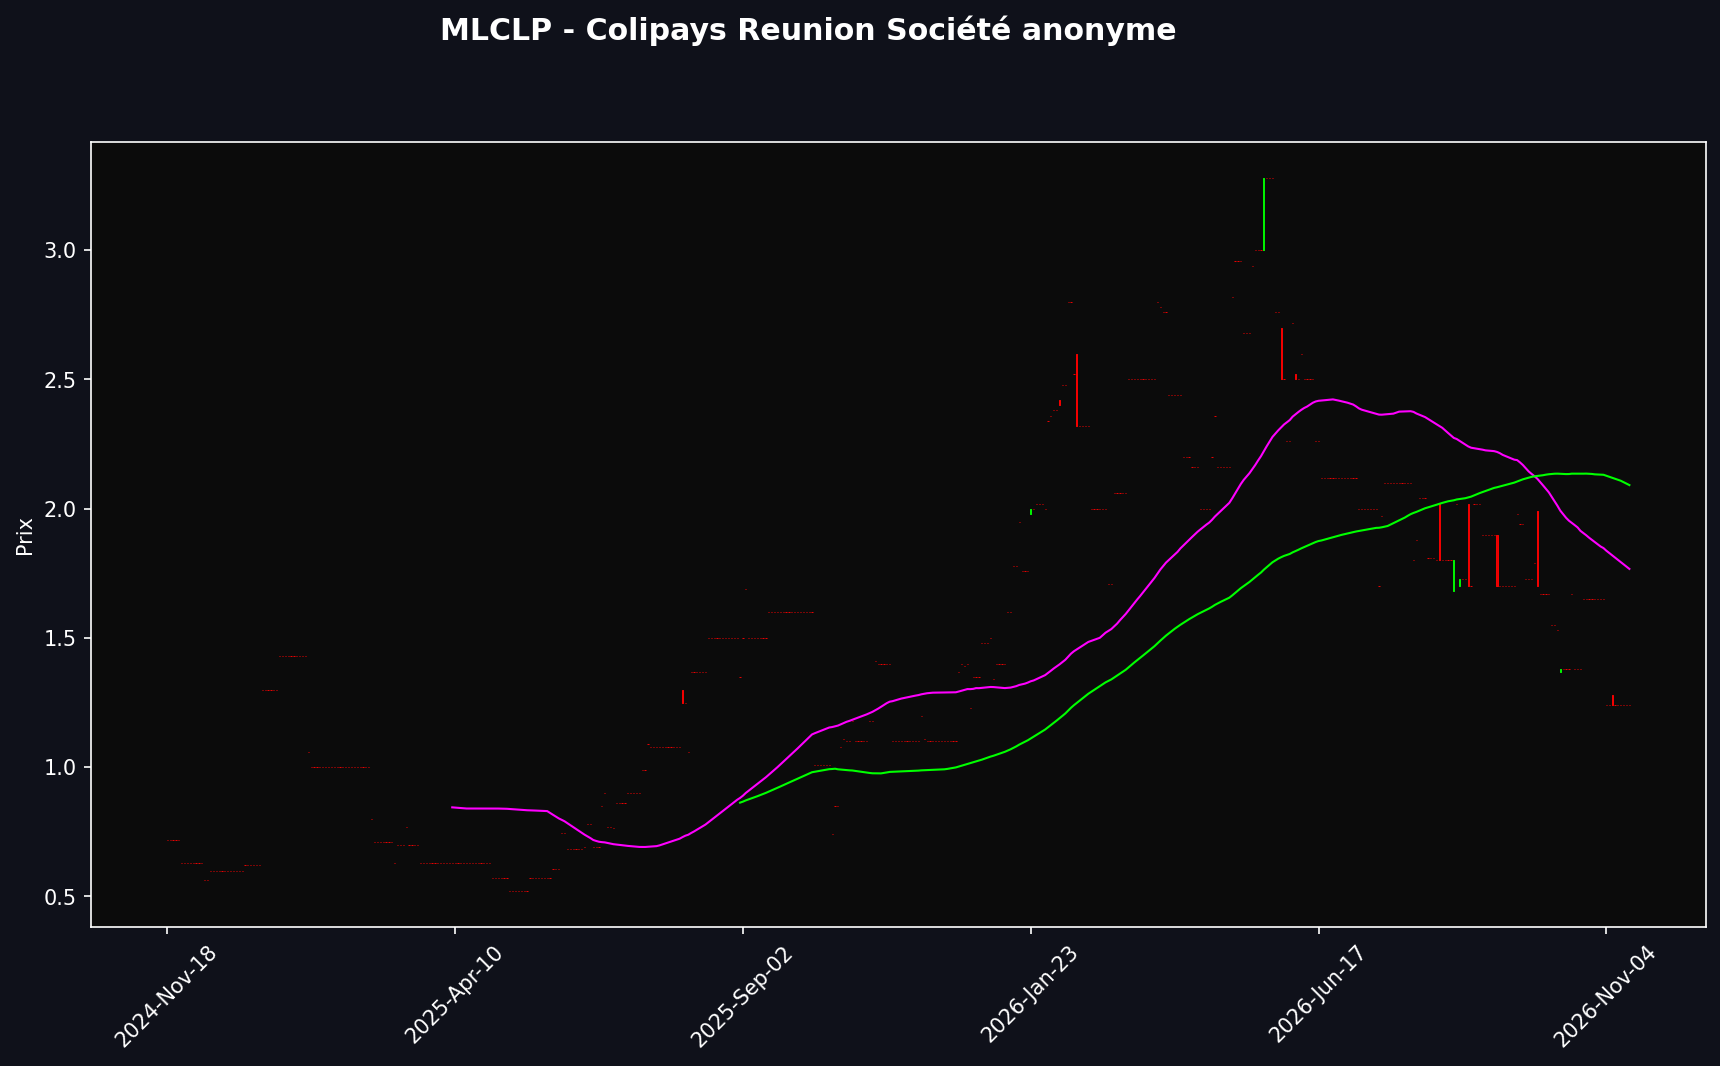 MLCLP - Colipays Reunion Société anonyme
Prix
3.0
2.5
2.0
1.5
1.0
0.5
2024-Nov-18
2025-Apr-10
2025-Sep-02
2026-Jan-23
2026-Jun-17
2026-Nov-04